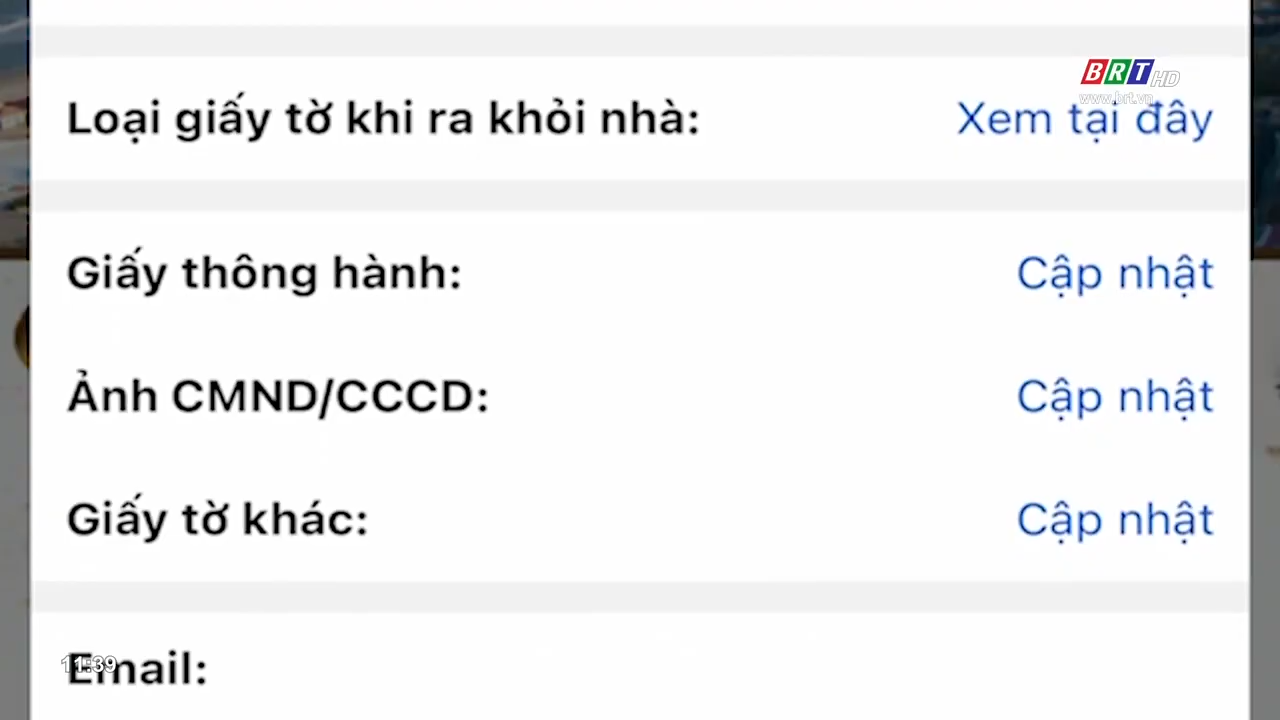 BRT HD
www.brt.vn
Loại giấy tờ khi ra khỏi nhà: Xem tại đây
Giấy thông hành: Cập nhật
Ảnh CMND/CCCD: Cập nhật
Giấy tờ khác: Cập nhật
Email:
11:39